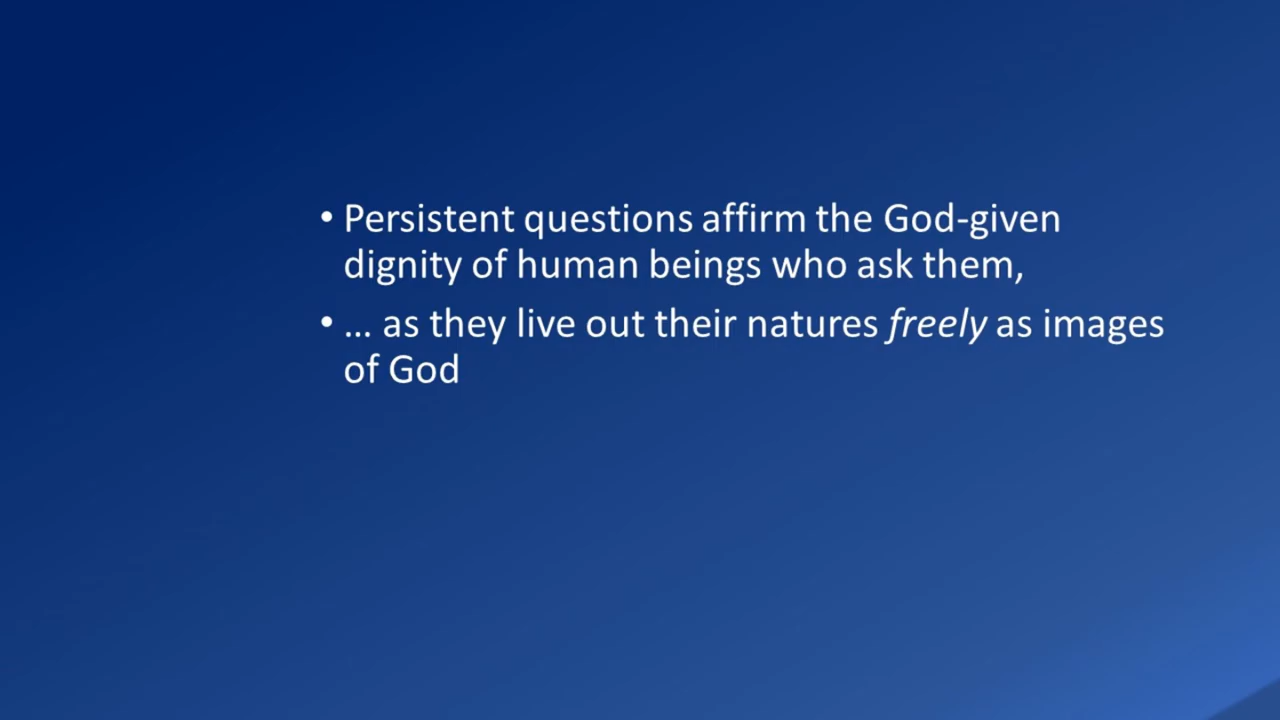 • Persistent questions affirm the God-given
dignity of human beings who ask them,
• … as they live out their natures freely as images
of God